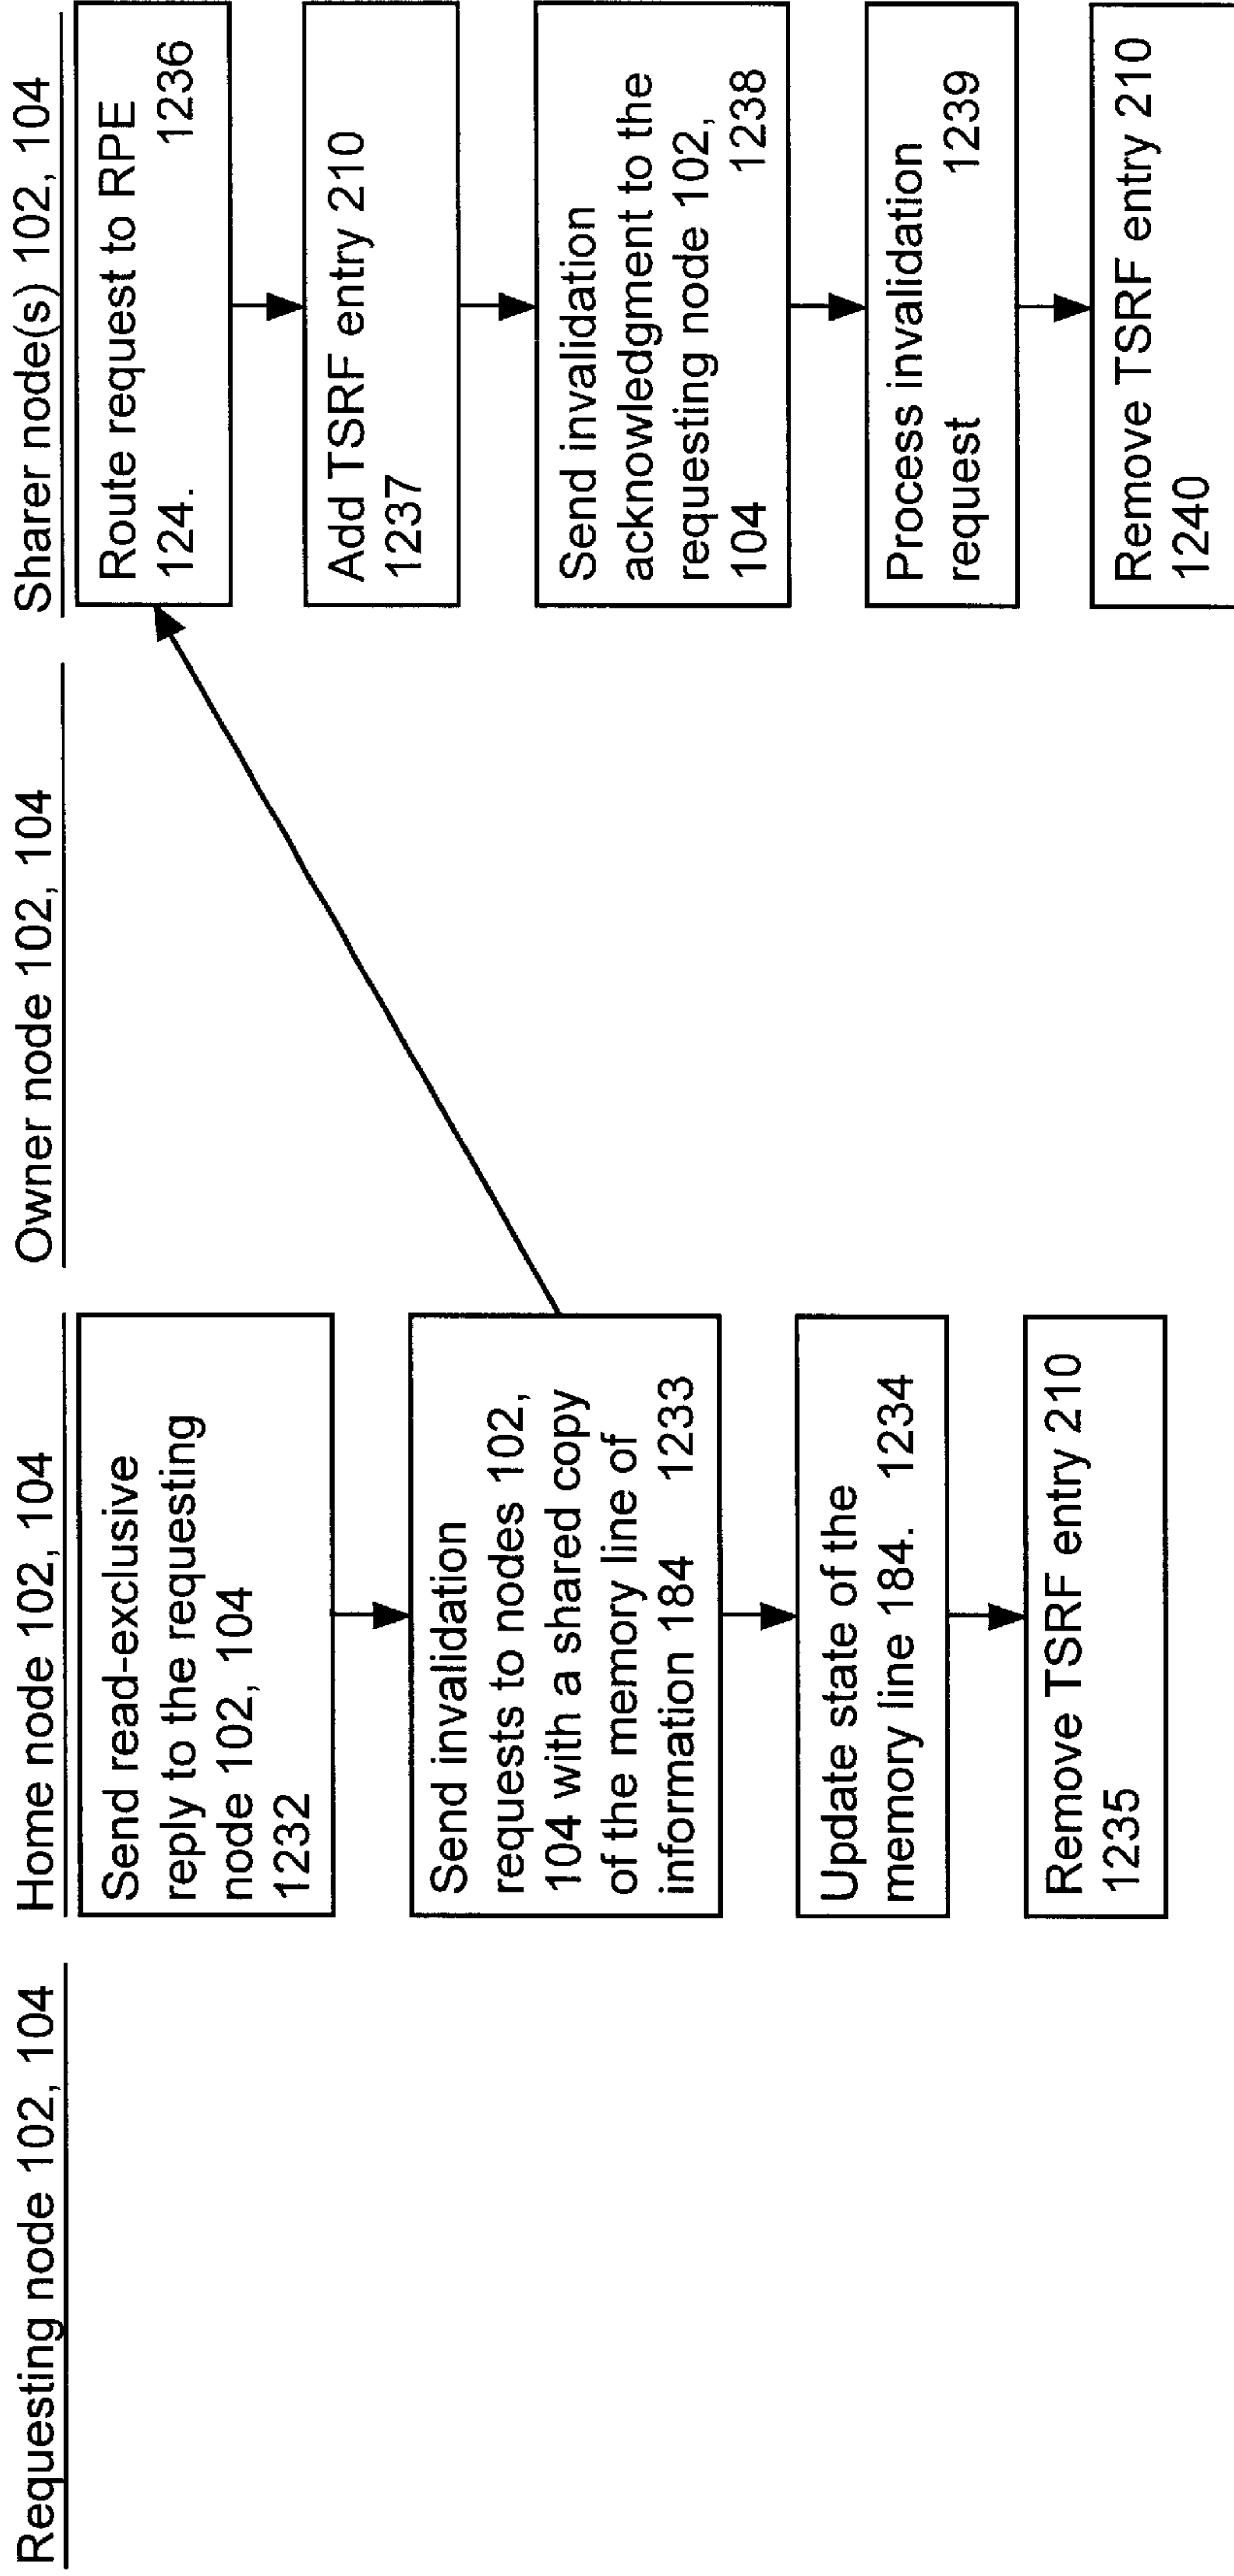 Requesting node 102, 104
Home node 102, 104
Owner node 102, 104
Sharer node(s) 102, 104
Send read-exclusive
reply to the requesting
node 102, 104
1232
Send invalidation
requests to nodes 102,
104 with a shared copy
of the memory line of
information 184 1233
Update state of the
memory line 184. 1234
Remove TSRF entry 210
1235
Route request to RPE
124. 1236
Add TSRF entry 210
1237
Send invalidation
acknowledgment to the
requesting node 102,
104 1238
Process invalidation
request 1239
Remove TSRF entry 210
1240